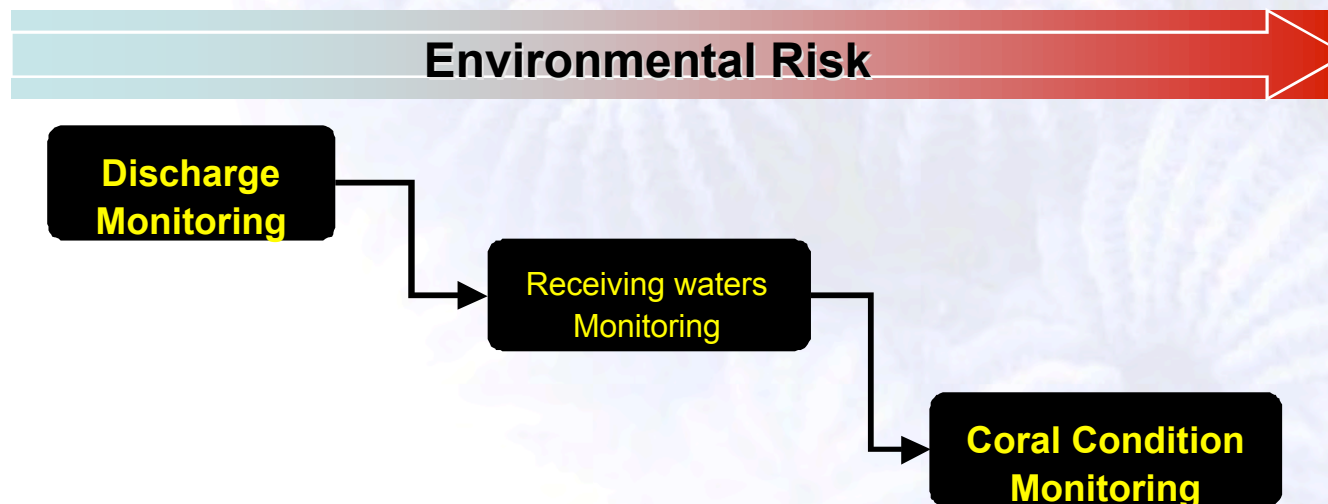 Environmental Risk
Discharge
Monitoring
Receiving waters
Monitoring
Coral Condition
Monitoring